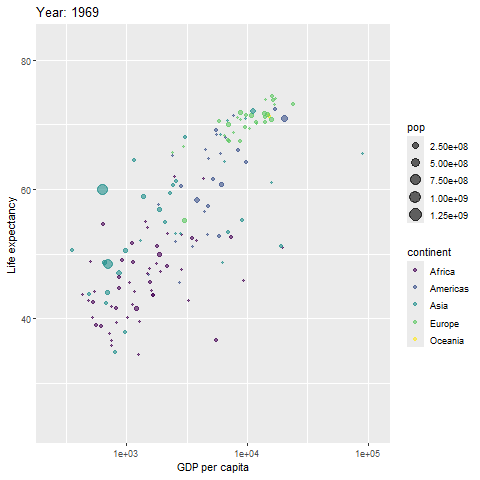 Year: 1969
80
60
40
Life expectancy
1e+03
1e+04
1e+05
GDP per capita
pop
2.50e+08
5.00e+08
7.50e+08
1.00e+09
1.25e+09
continent
Africa
Americas
Asia
Europe
Oceania